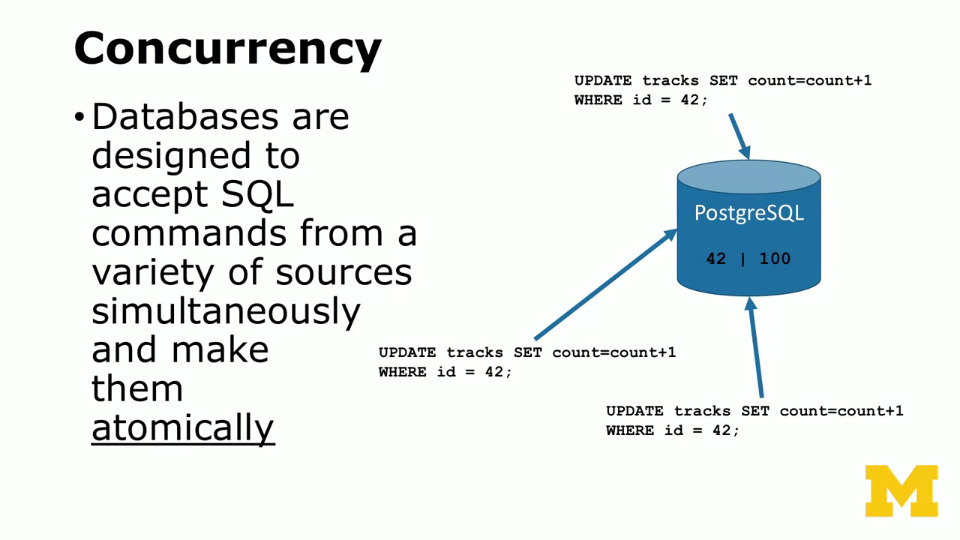 Concurrency
• Databases are
designed to
accept SQL
commands from a
variety of sources
simultaneously
and make
them
atomically
UPDATE tracks SET count=count+1
WHERE id = 42;
PostgreSQL
42 | 100
UPDATE tracks SET count=count+1
WHERE id = 42;
UPDATE tracks SET count=count+1
WHERE id = 42;
M